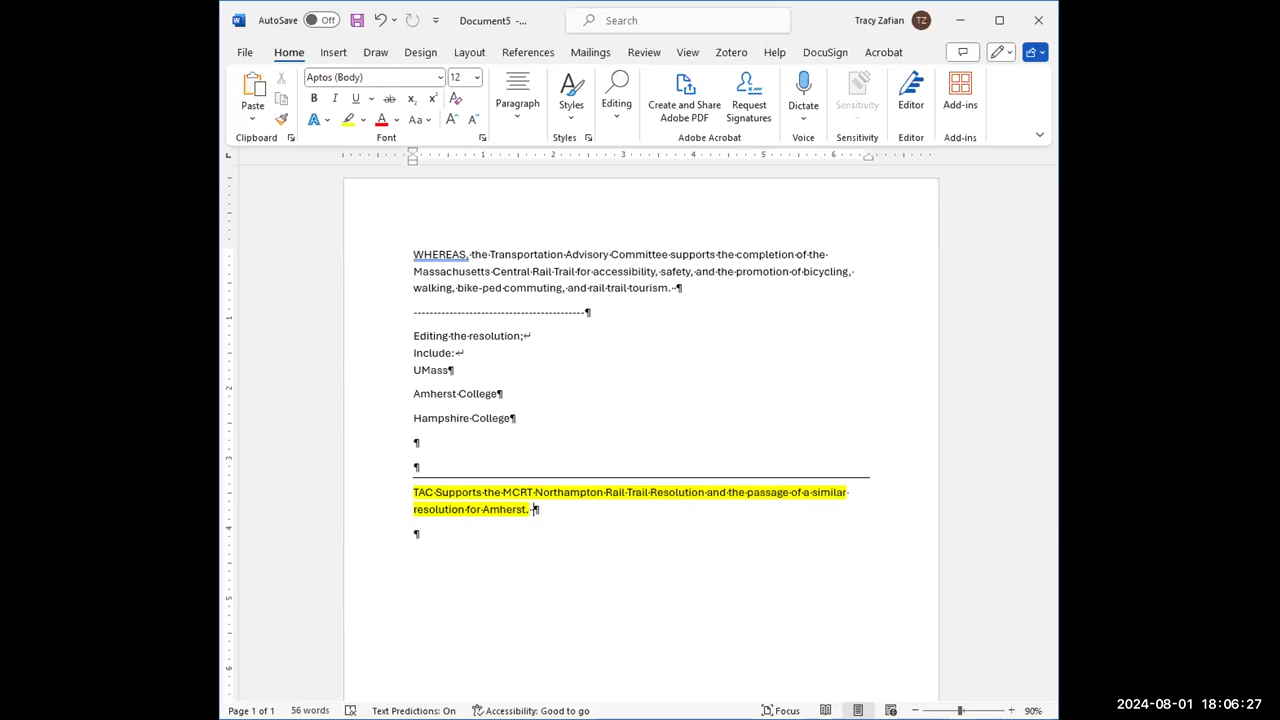 AutoSave Off Document5 -... Search Tracy Zafian TZ
File Home Insert Draw Design Layout References Mailings Review View Zotero Help DocuSign Acrobat
Aptos (Body) 12
Paste Paragraph Styles Editing Create and Share Adobe PDF Request Signatures Dictate Sensitivity Editor Add-ins
Clipboard Font Styles Adobe Acrobat Voice Sensitivity Editor Add-ins
1 2 3 4 5 6
WHEREAS, the Transportation Advisory Committee supports the completion of the
Massachusetts Central Rail Trail for accessibility, safety, and the promotion of bicycling,
walking, bike-ped commuting, and rail trail tourism. ¶
-------------------------------------------¶
Editing the resolution;↵
Include:↵
UMass¶
Amherst College¶
Hampshire College¶
¶
¶
TAC Supports the MCRT Northampton Rail Trail Resolution and the passage of a similar
resolution for Amherst. ¶
¶
Page 1 of 1 56 words Text Predictions: On Accessibility: Good to go Focus 90%
2024-08-01 18:06:27